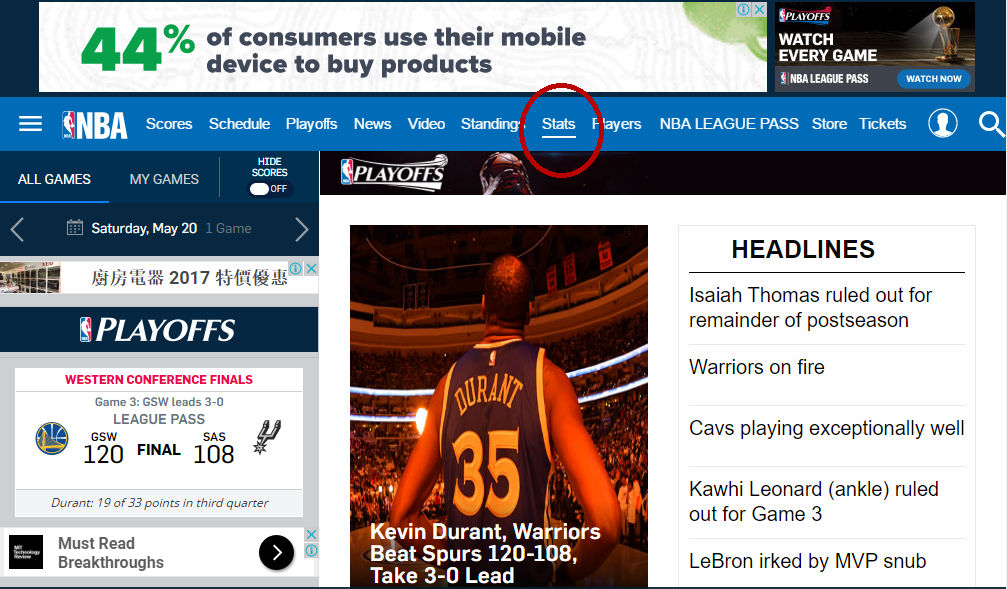 44% of consumers use their mobile
device to buy products
PLAYOFFS
WATCH
EVERY GAME
NBA LEAGUE PASS
WATCH NOW
NBA
Scores Schedule Playoffs News Video Standings Stats Players NBA LEAGUE PASS Store Tickets
ALL GAMES
MY GAMES
HIDE
SCORES
OFF
Saturday, May 20 1 Game
廚房電器 2017 特價優惠
PLAYOFFS
WESTERN CONFERENCE FINALS
Game 3: GSW leads 3-0
LEAGUE PASS
GSW
120
FINAL
SAS
108
Durant: 19 of 33 points in third quarter
MIT
Technology
Review
Must Read
Breakthroughs
PLAYOFFS
DURANT
35
Kevin Durant, Warriors
Beat Spurs 120-108,
Take 3-0 Lead
HEADLINES
Isaiah Thomas ruled out for
remainder of postseason
Warriors on fire
Cavs playing exceptionally well
Kawhi Leonard (ankle) ruled
out for Game 3
LeBron irked by MVP snub